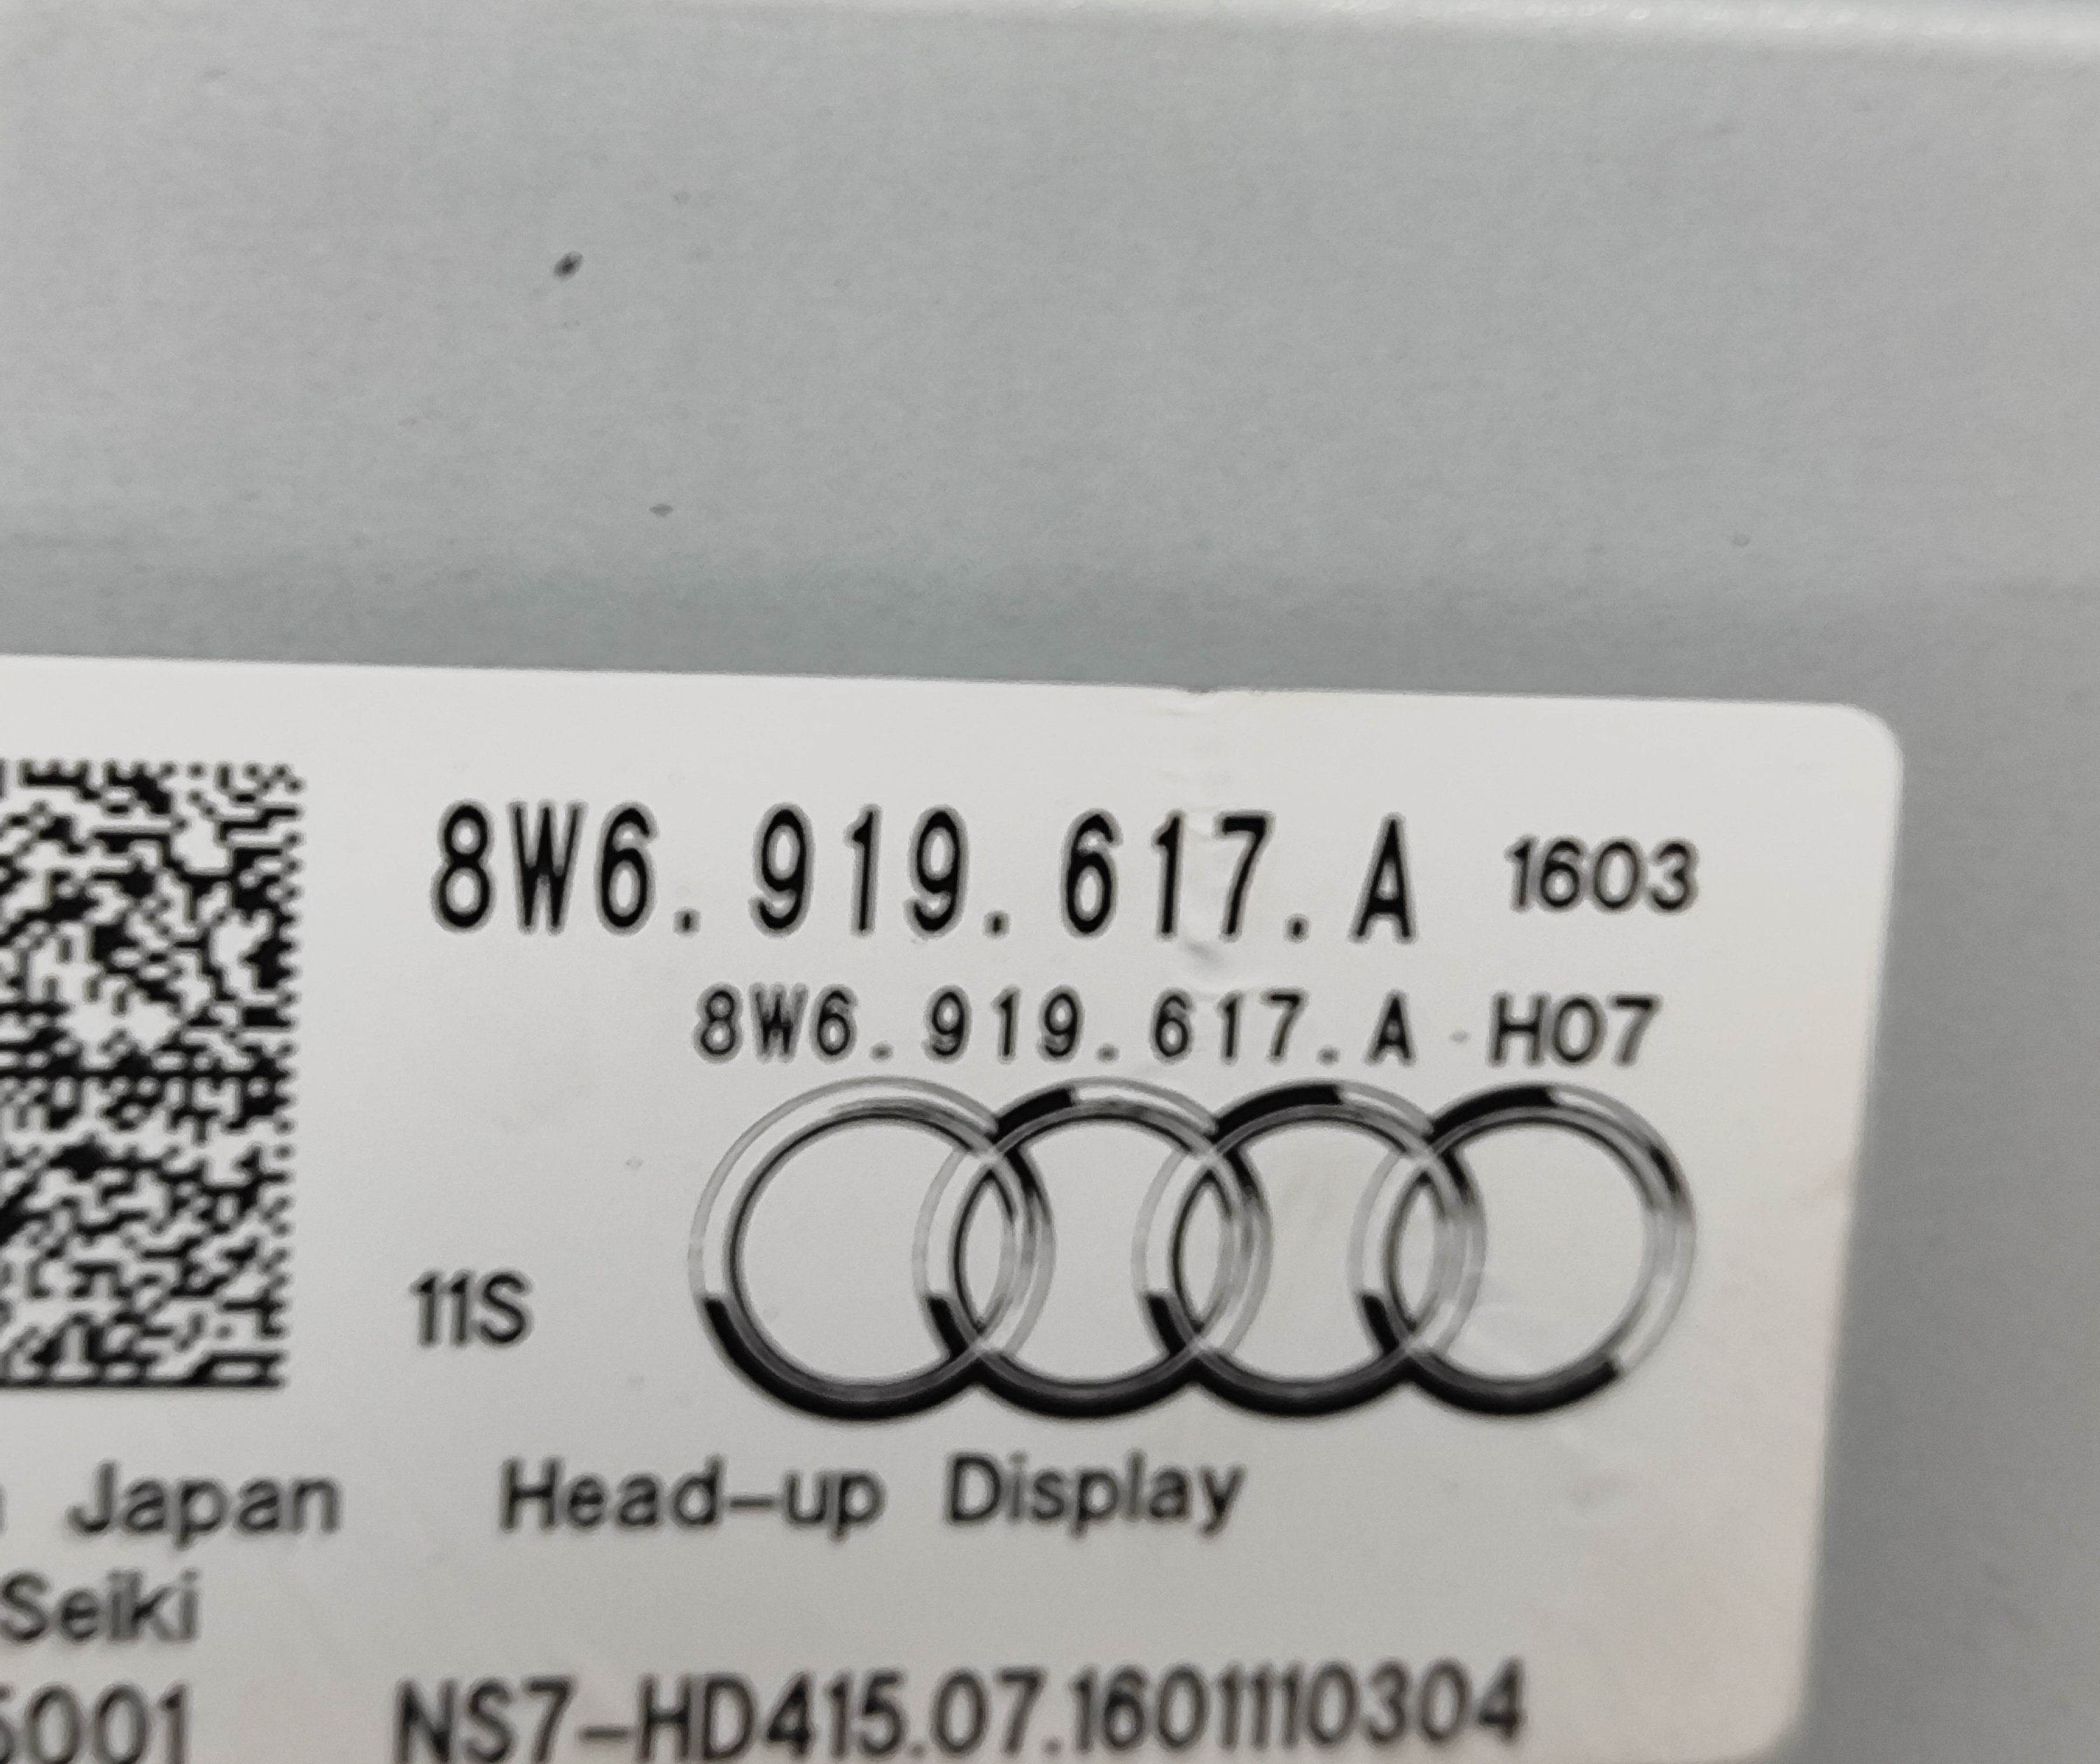 8W6.919.617.A 1603
8W6.919.617.A H07
11S
Japan Head-up Display
Seiki
5001 NS7-HD415.07.1601110304